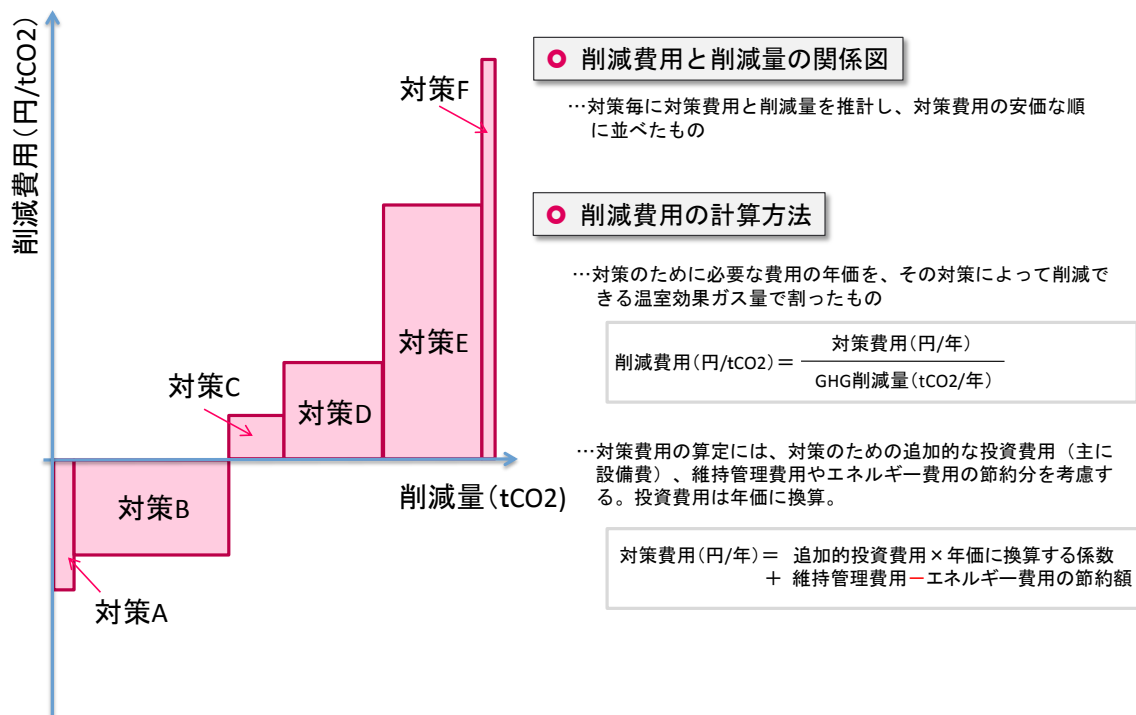 削減費用（円/tCO2）
対策F
対策E
対策C
対策D
対策B
削減量（tCO2)
対策A
削減費用と削減量の関係図
…対策毎に対策費用と削減量を推計し、対策費用の安価な順
に並べたもの
削減費用の計算方法
…対策のために必要な費用の年価を、その対策によって削減で
きる温室効果ガス量で割ったもの
削減費用（円/tCO2）＝
対策費用（円/年）
GHG削減量（tCO2/年）
…対策費用の算定には、対策のための追加的な投資費用（主に
設備費）、維持管理費用やエネルギー費用の節約分を考慮す
る。投資費用は年価に換算。
対策費用（円/年）＝ 追加的投資費用×年価に換算する係数
＋ 維持管理費用－エネルギー費用の節約額